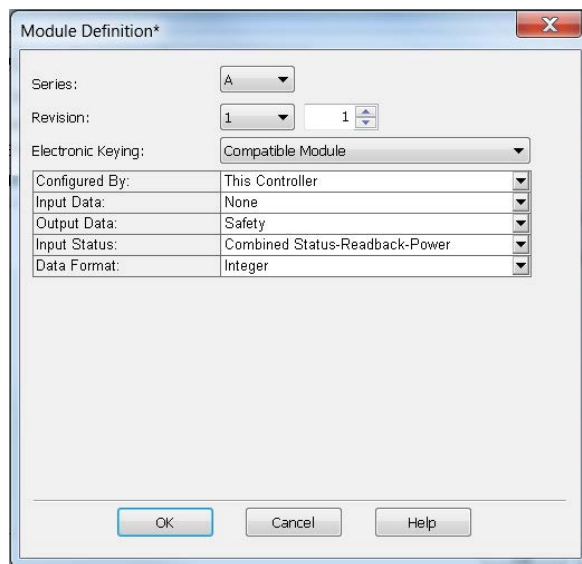 Module Definition*
X
Series: A
Revision: 1 1
Electronic Keying: Compatible Module
Configured By: This Controller
Input Data: None
Output Data: Safety
Input Status: Combined Status-Readback-Power
Data Format: Integer
OK Cancel Help